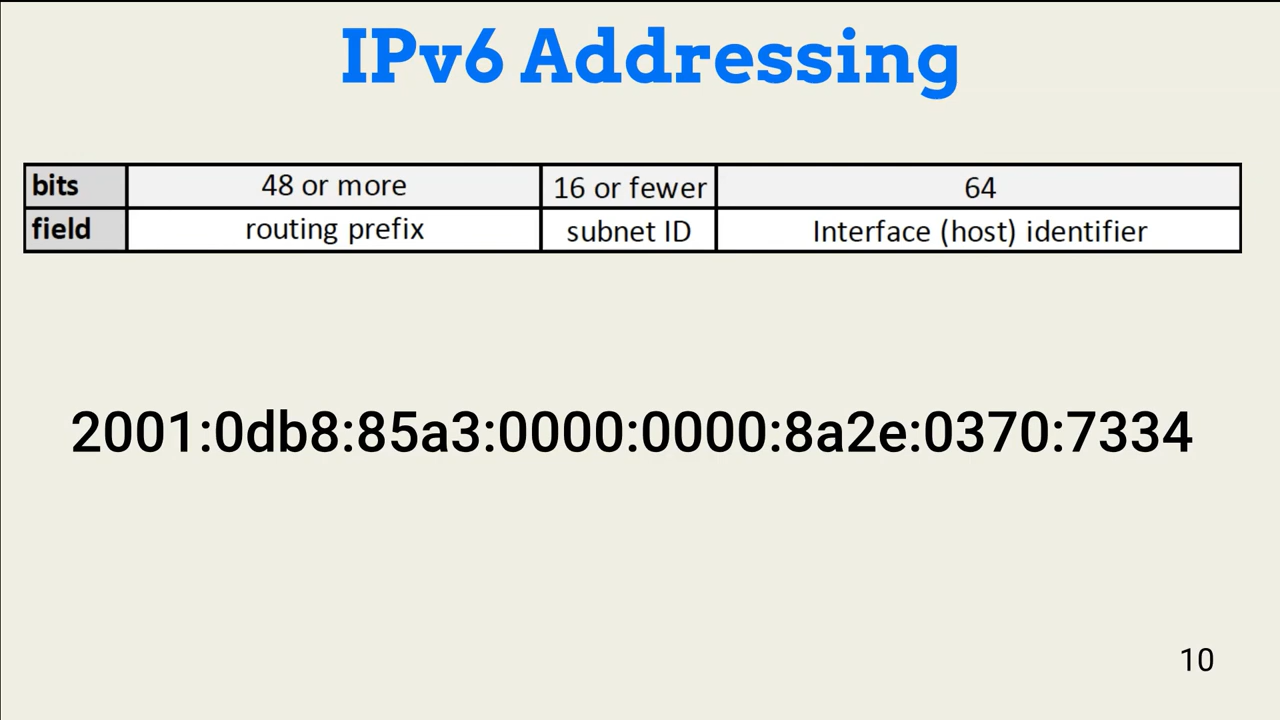 IPv6 Addressing
bits 48 or more 16 or fewer 64
field routing prefix subnet ID Interface (host) identifier
2001:0db8:85a3:0000:0000:8a2e:0370:7334
10